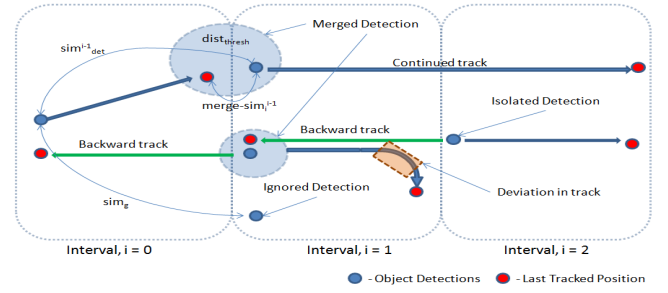 sim^{i-1}_{det}
dist_{thresh}
Merged Detection
Continued track
merge-sim_i^{i-1}
Isolated Detection
Backward track
Backward track
Ignored Detection
Deviation in track
sim_g
Interval, i = 0
Interval, i = 1
Interval, i = 2
- Object Detections
- Last Tracked Position